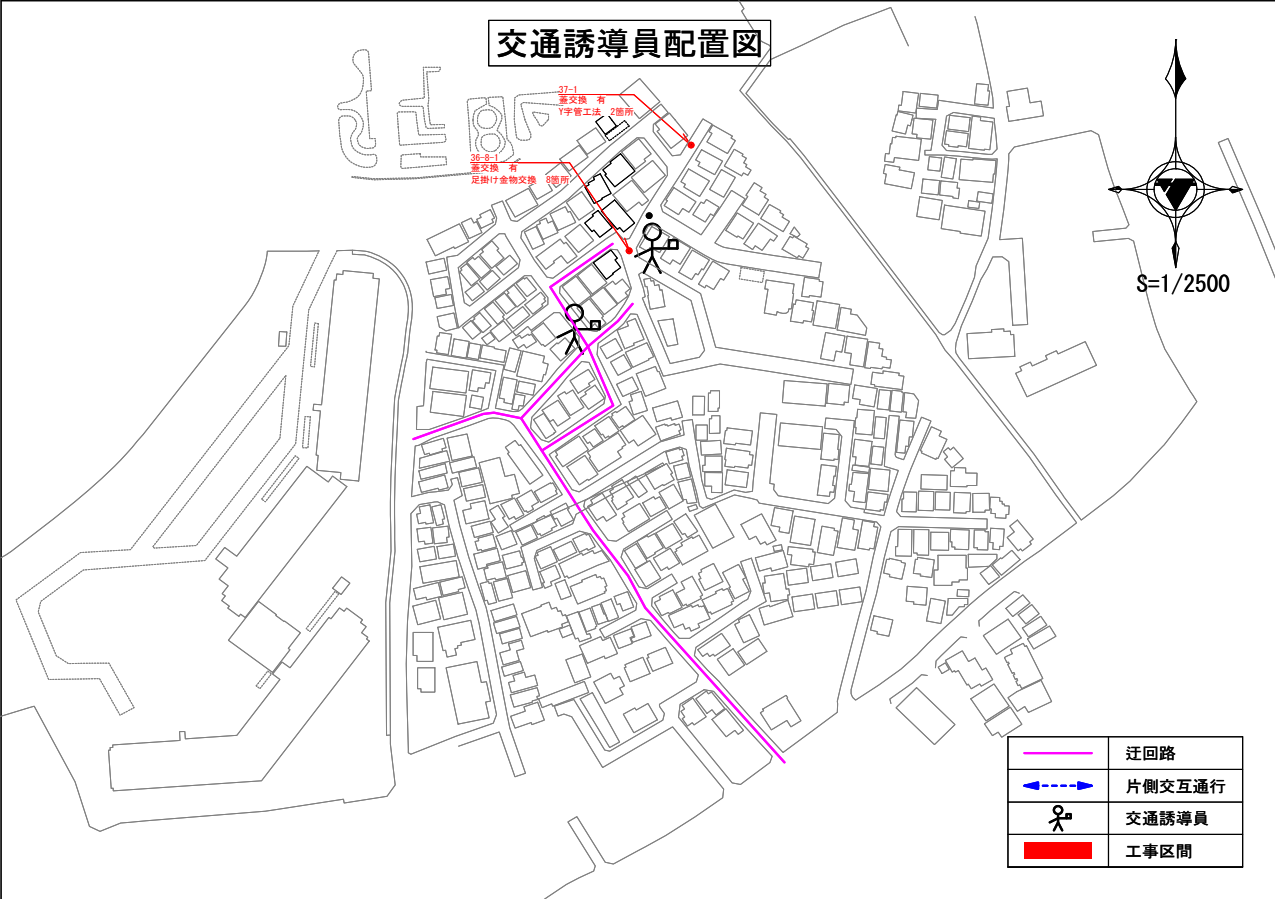 交通誘導員配置図
37-1
蓋交換 有
Y字管工法 2箇所
36-8-1
蓋交換 有
足掛け金物交換 8箇所
S=1/2500
迂回路
片側交互通行
交通誘導員
工事区間